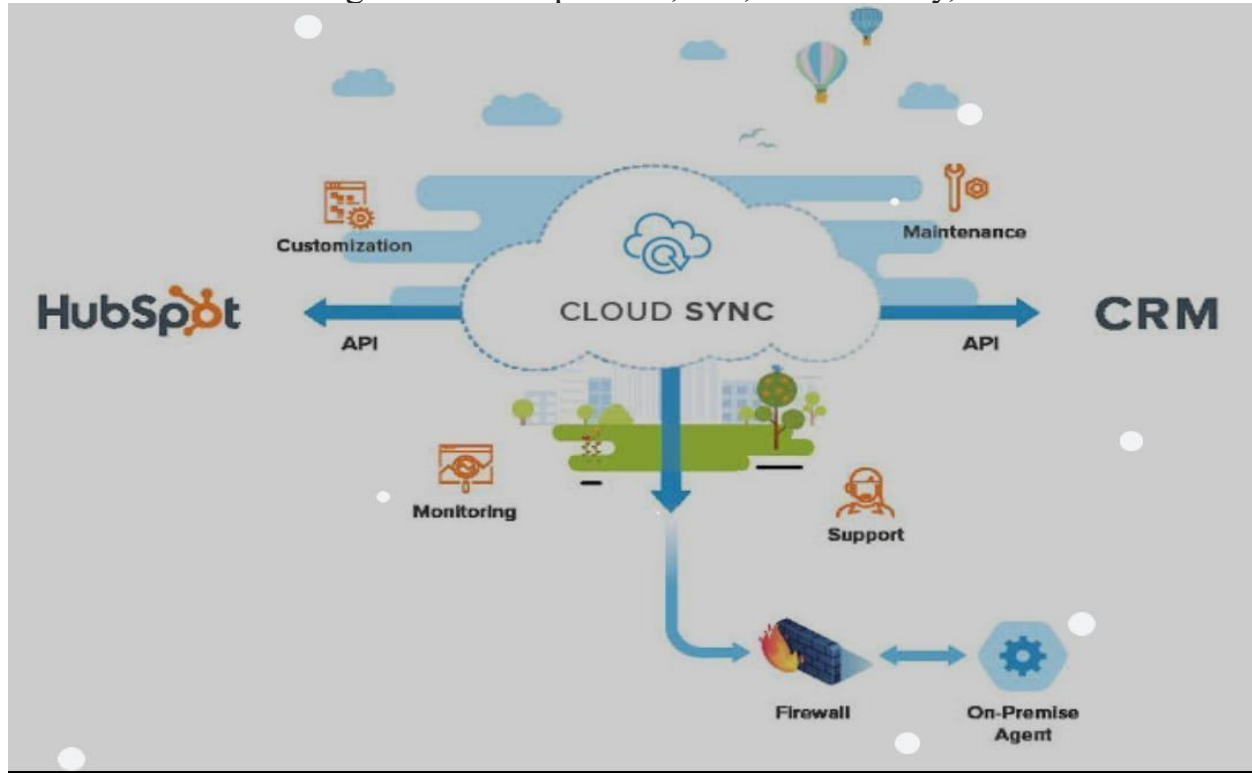 Customization
Maintenance
HubSpot
CLOUD SYNC
CRM
API
API
Monitoring
Support
Firewall
On-Premise
Agent